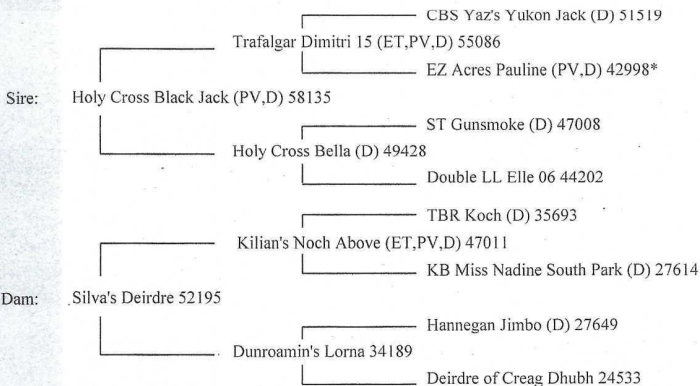 CBS Yaz's Yukon Jack (D) 51519
Trafalgar Dimitri 15 (ET,PV,D) 55086
EZ Acres Pauline (PV,D) 42998*
Sire: Holy Cross Black Jack (PV,D) 58135
ST Gunsmoke (D) 47008
Holy Cross Bella (D) 49428
Double LL Elle 06 44202
TBR Koch (D) 35693
Kilian's Noch Above (ET,PV,D) 47011
KB Miss Nadine South Park (D) 27614
Dam: Silva's Deirdre 52195
Hannegan Jimbo (D) 27649
Dunroamin's Lorna 34189
Deirdre of Creag Dhubh 24533